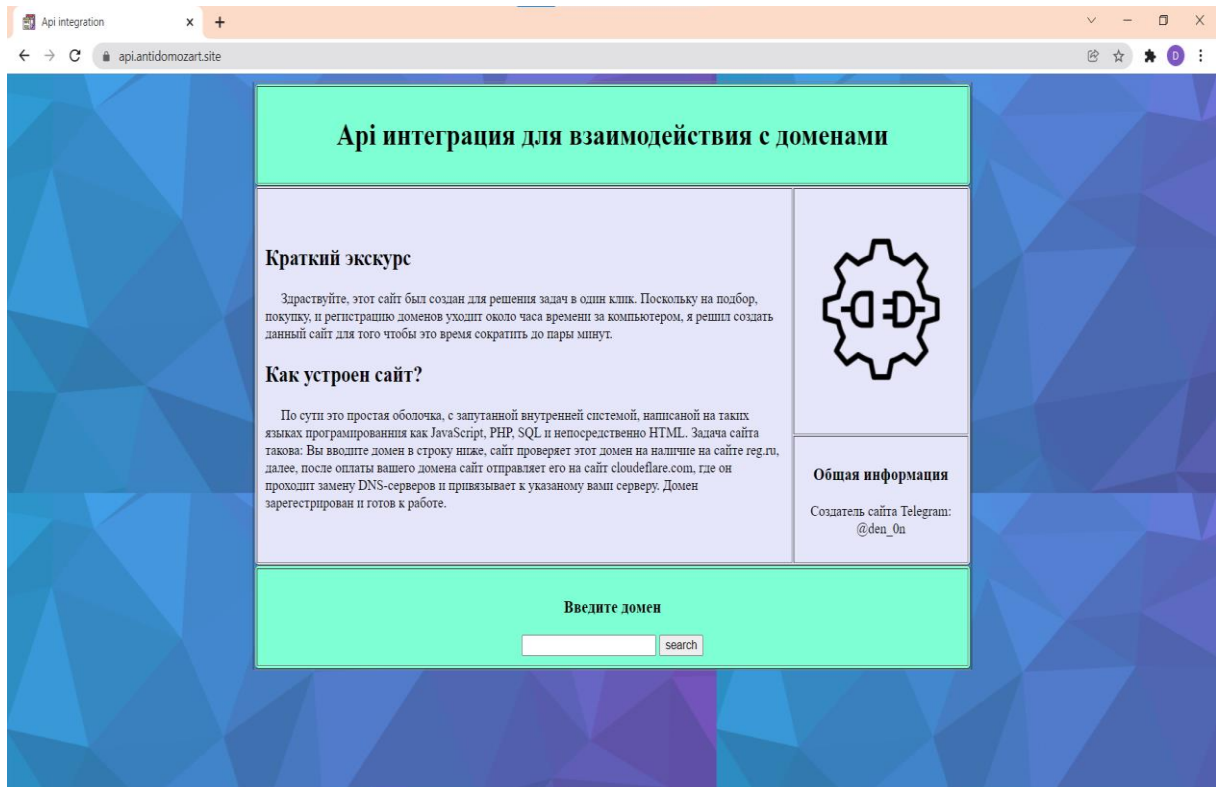 Api integration
api.antidomozart.site
D
Api интеграция для взаимодействия с доменами
Краткий экскурс
Здраствуйте, этот сайт был создан для решения задач в один клик. Поскольку на подбор,
покупку, и регистрацию доменов уходит около часа времени за компьютером, я решил создать
данный сайт для того чтобы это время сократить до пары минут.
Как устроен сайт?
По сути это простая оболочка, с запутанной внутренней системой, написаной на таких
языках програмированния как JavaScript, PHP, SQL и непосредственно HTML. Задача сайта
такова: Вы вводите домен в строку ниже, сайт проверяет этот домен на наличие на сайте reg.ru,
далее, после оплаты вашего домена сайт отправляет его на сайт cloudeflare.com, где он
проходит замену DNS-серверов и привязывает к указаному вами серверу. Домен
зарегестрирован и готов к работе.
Общая информация
Создатель сайта Telegram:
@den_0n
Введите домен
search